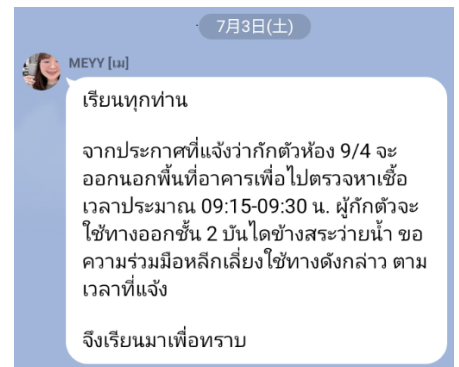 7月3日(土)
MEYY [เม]
เรียนทุกท่าน
จากประกาศที่แจ้งว่ากักตัวห้อง 9/4 จะ
ออกนอกพื้นที่อาคารเพื่อไปตรวจหาเชื้อ
เวลาประมาณ 09:15-09:30 น. ผู้กักตัวจะ
ใช้ทางออกชั้น 2 บันไดข้างสระว่ายน้ำ ขอ
ความร่วมมือหลีกเลี่ยงใช้ทางดังกล่าว ตาม
เวลาที่แจ้ง
จึงเรียนมาเพื่อทราบ